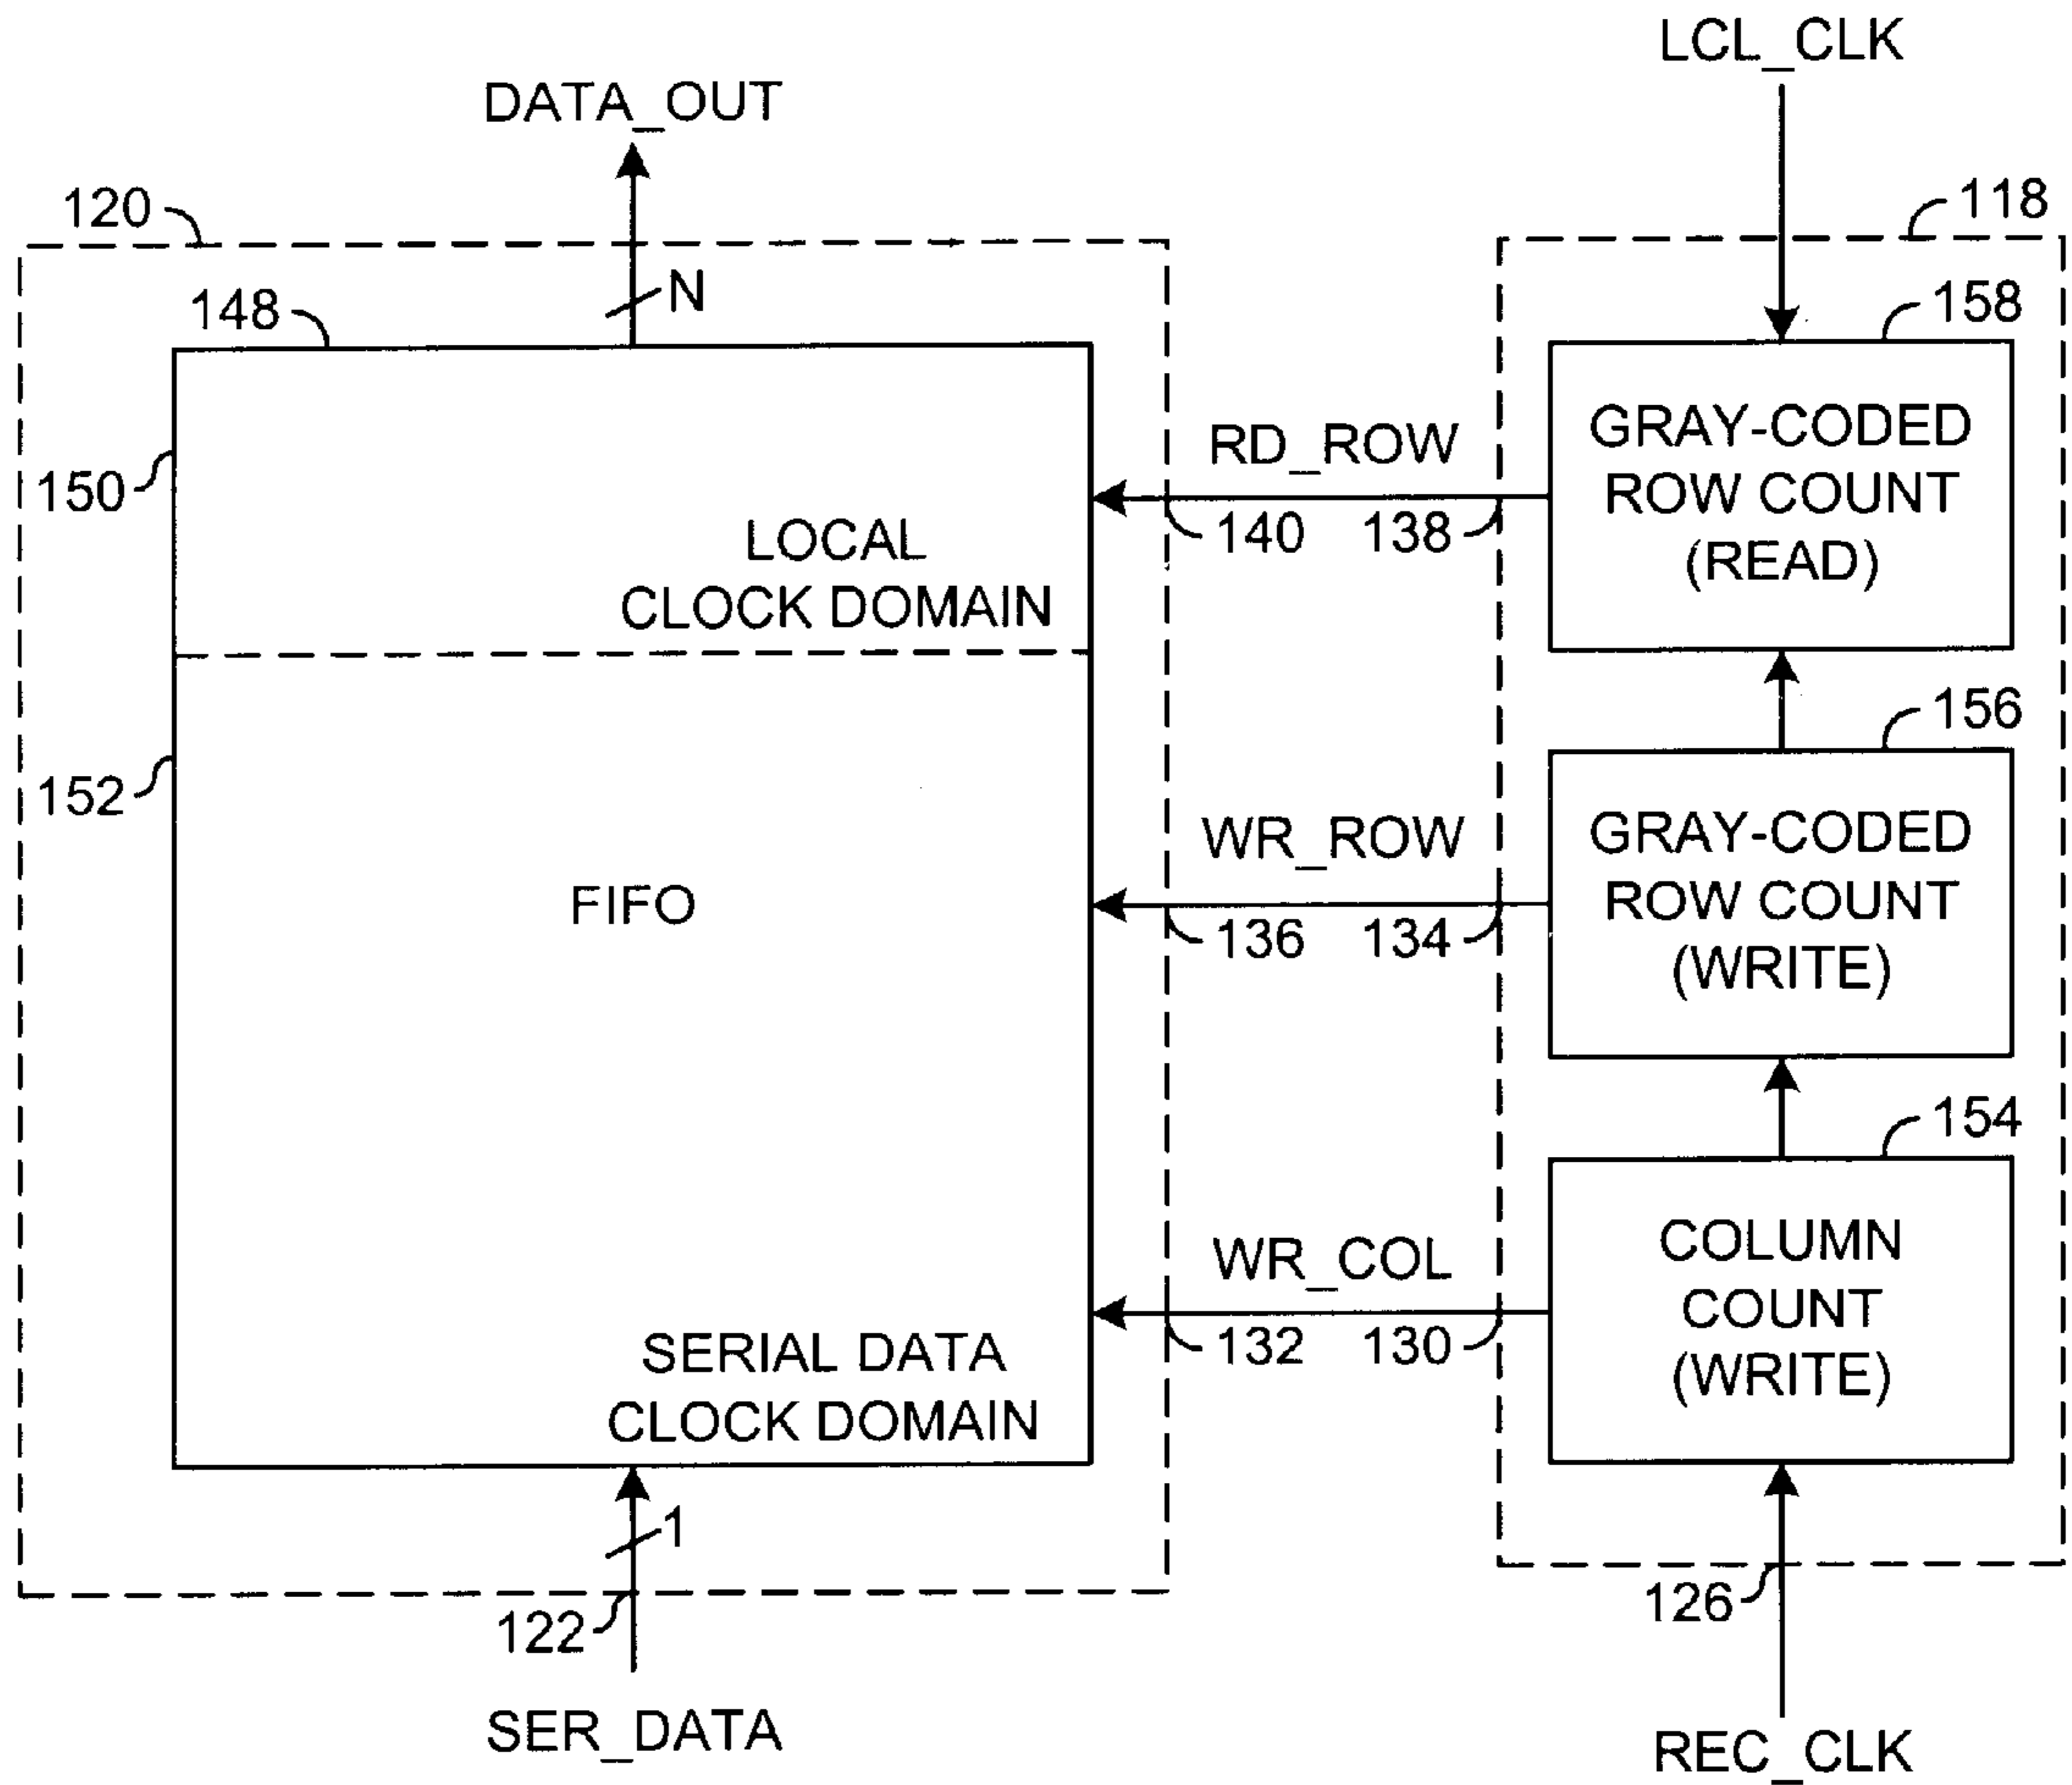 LCL_CLK
DATA_OUT
120
118
N
148
158
GRAY-CODED
ROW COUNT
(READ)
RD_ROW
150
140
138
LOCAL
CLOCK DOMAIN
156
152
GRAY-CODED
ROW COUNT
(WRITE)
WR_ROW
FIFO
136
134
154
COLUMN
COUNT
(WRITE)
WR_COL
132
130
SERIAL DATA
CLOCK DOMAIN
1
122
126
SER_DATA
REC_CLK